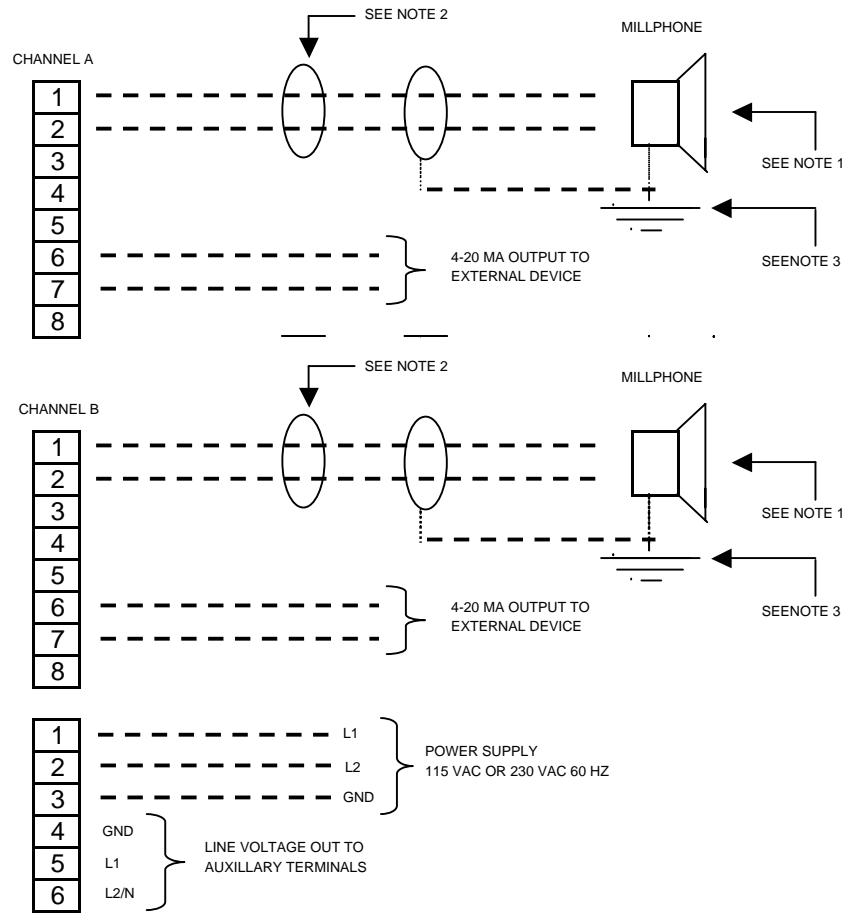 SEE NOTE 2
MILLPHONE
CHANNEL A
1
2
3
4
5
6
7
8
SEE NOTE 1
4-20 MA OUTPUT TO
EXTERNAL DEVICE
SEENOTE 3
SEE NOTE 2
MILLPHONE
CHANNEL B
1
2
3
4
5
6
7
8
SEE NOTE 1
4-20 MA OUTPUT TO
EXTERNAL DEVICE
SEENOTE 3
1 L1
2 L2
3 GND
POWER SUPPLY
115 VAC OR 230 VAC 60 HZ
4 GND
5 L1
6 L2/N
LINE VOLTAGE OUT TO
AUXILLARY TERMINALS